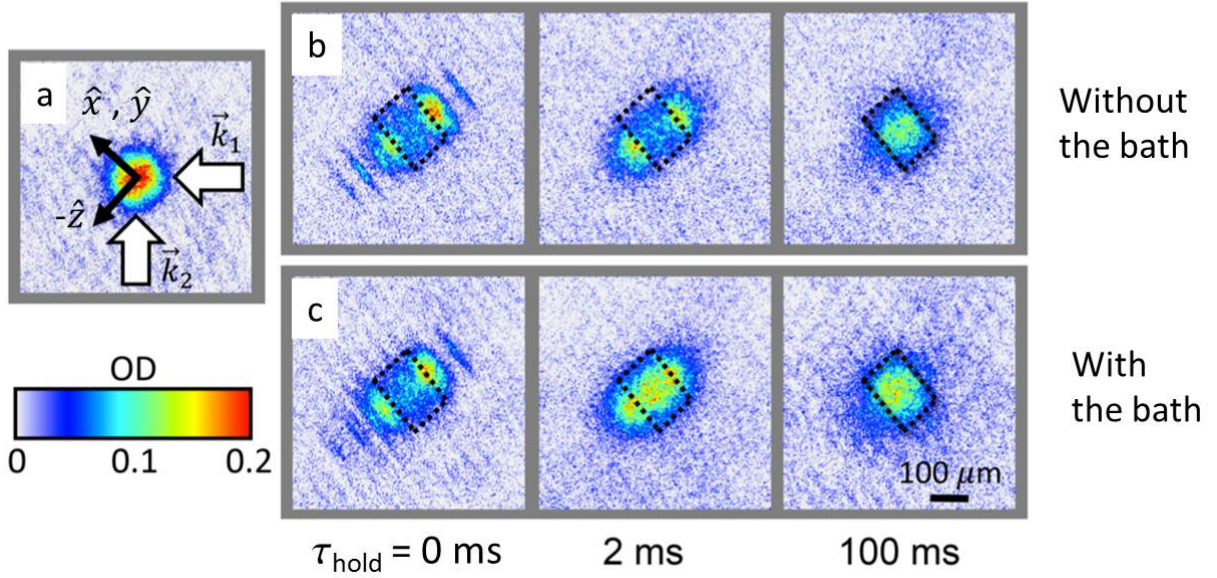 a
x̂ , ŷ
k⃗₁
-ẑ
k⃗₂
OD
0 0.1 0.2
b
Without
the bath
c
With
the bath
100 μm
τhold = 0 ms 2 ms 100 ms